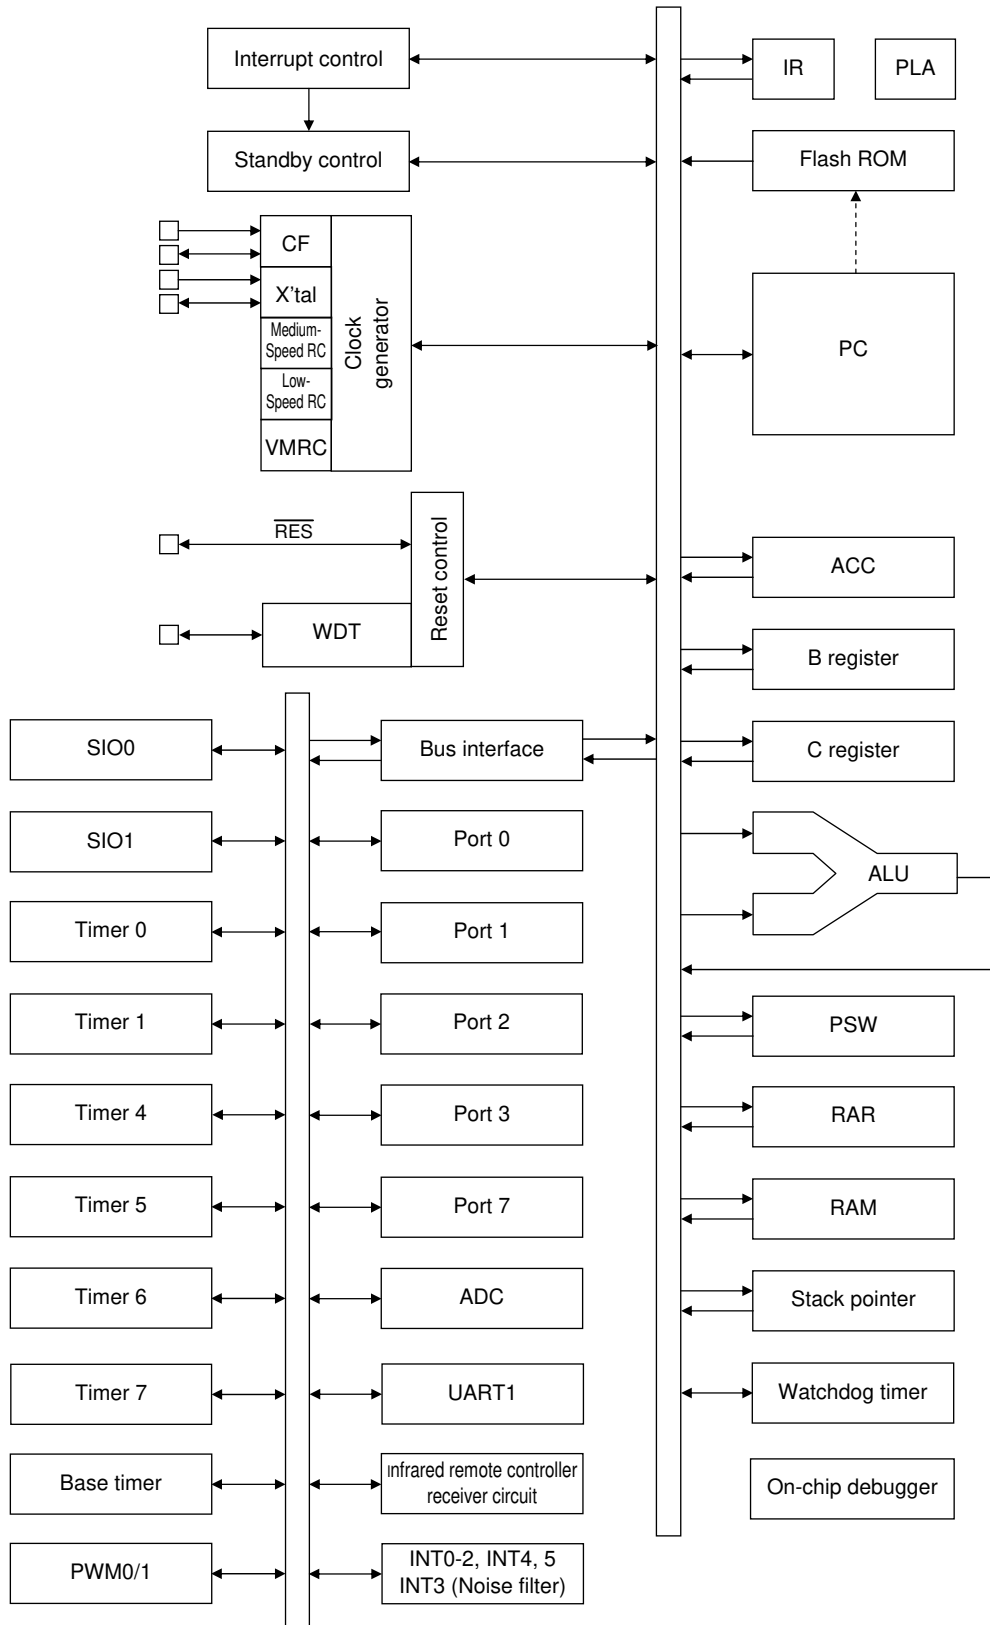 Interrupt control
IR
PLA
Standby control
Flash ROM
CF
X'tal
Medium-
Speed RC
Low-
Speed RC
VMRC
Clock
generator
PC
RES
WDT
Reset control
ACC
B register
SIO0
Bus interface
C register
SIO1
Port 0
ALU
Timer 0
Port 1
Timer 1
Port 2
PSW
Timer 4
Port 3
RAR
Timer 5
Port 7
RAM
Timer 6
ADC
Stack pointer
Timer 7
UART1
Watchdog timer
Base timer
Infrared remote controller
receiver circuit
On-chip debugger
PWM0/1
INT0-2, INT4, 5
INT3 (Noise filter)